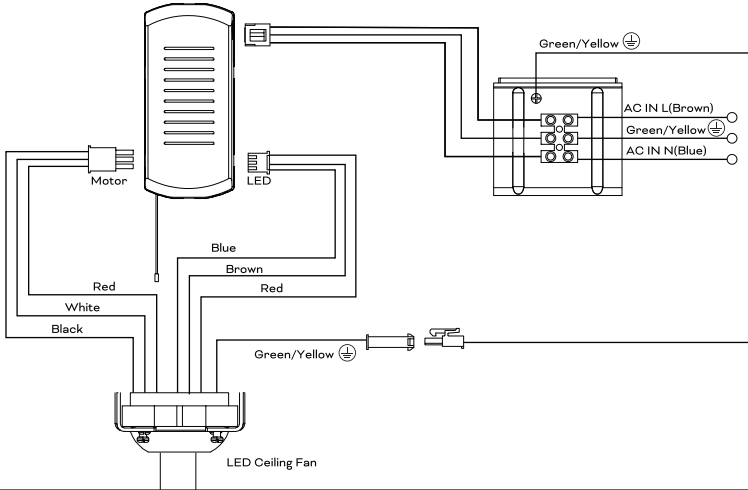 Green/Yellow
AC IN L(Brown)
Green/Yellow
AC IN N(Blue)
Motor
LED
Blue
Brown
Red
Red
White
Black
Green/Yellow
LED Ceiling Fan